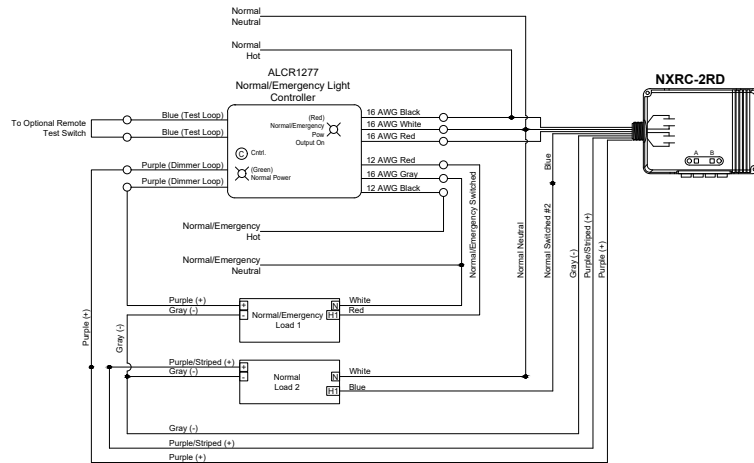 Normal
Neutral
Normal
Hot
ALCR1277
Normal/Emergency Light
Controller
NXRC-2RD
To Optional Remote
Test Switch
Blue (Test Loop)
Blue (Test Loop)
Purple (Dimmer Loop)
Purple (Dimmer Loop)
(Red)
Normal/Emergency
Pow
Output On
C
Cntrl.
(Green)
Normal Power
16 AWG Black
16 AWG White
16 AWG Red
12 AWG Red
16 AWG Gray
12 AWG Black
A B
Normal/Emergency
Hot
Normal/Emergency
Neutral
Normal/Emergency Switched
Normal Neutral
Blue
Normal Switched #2
Gray (-)
Purple/Striped (+)
Purple (+)
Purple (+)
Gray (-)
Purple (+)
Gray (-)
+
-
Normal/Emergency
Load 1
N
H1
White
Red
Purple/Striped (+)
Gray (-)
+
-
Normal
Load 2
N
H1
White
Blue
Gray (-)
Purple/Striped (+)
Purple (+)